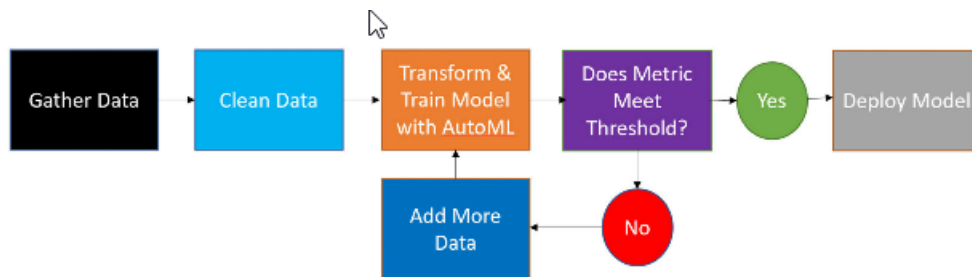 Gather Data
Clean Data
Transform &
Train Model
with AutoML
Does Metric
Meet
Threshold?
Yes
Deploy Model
Add More
Data
No